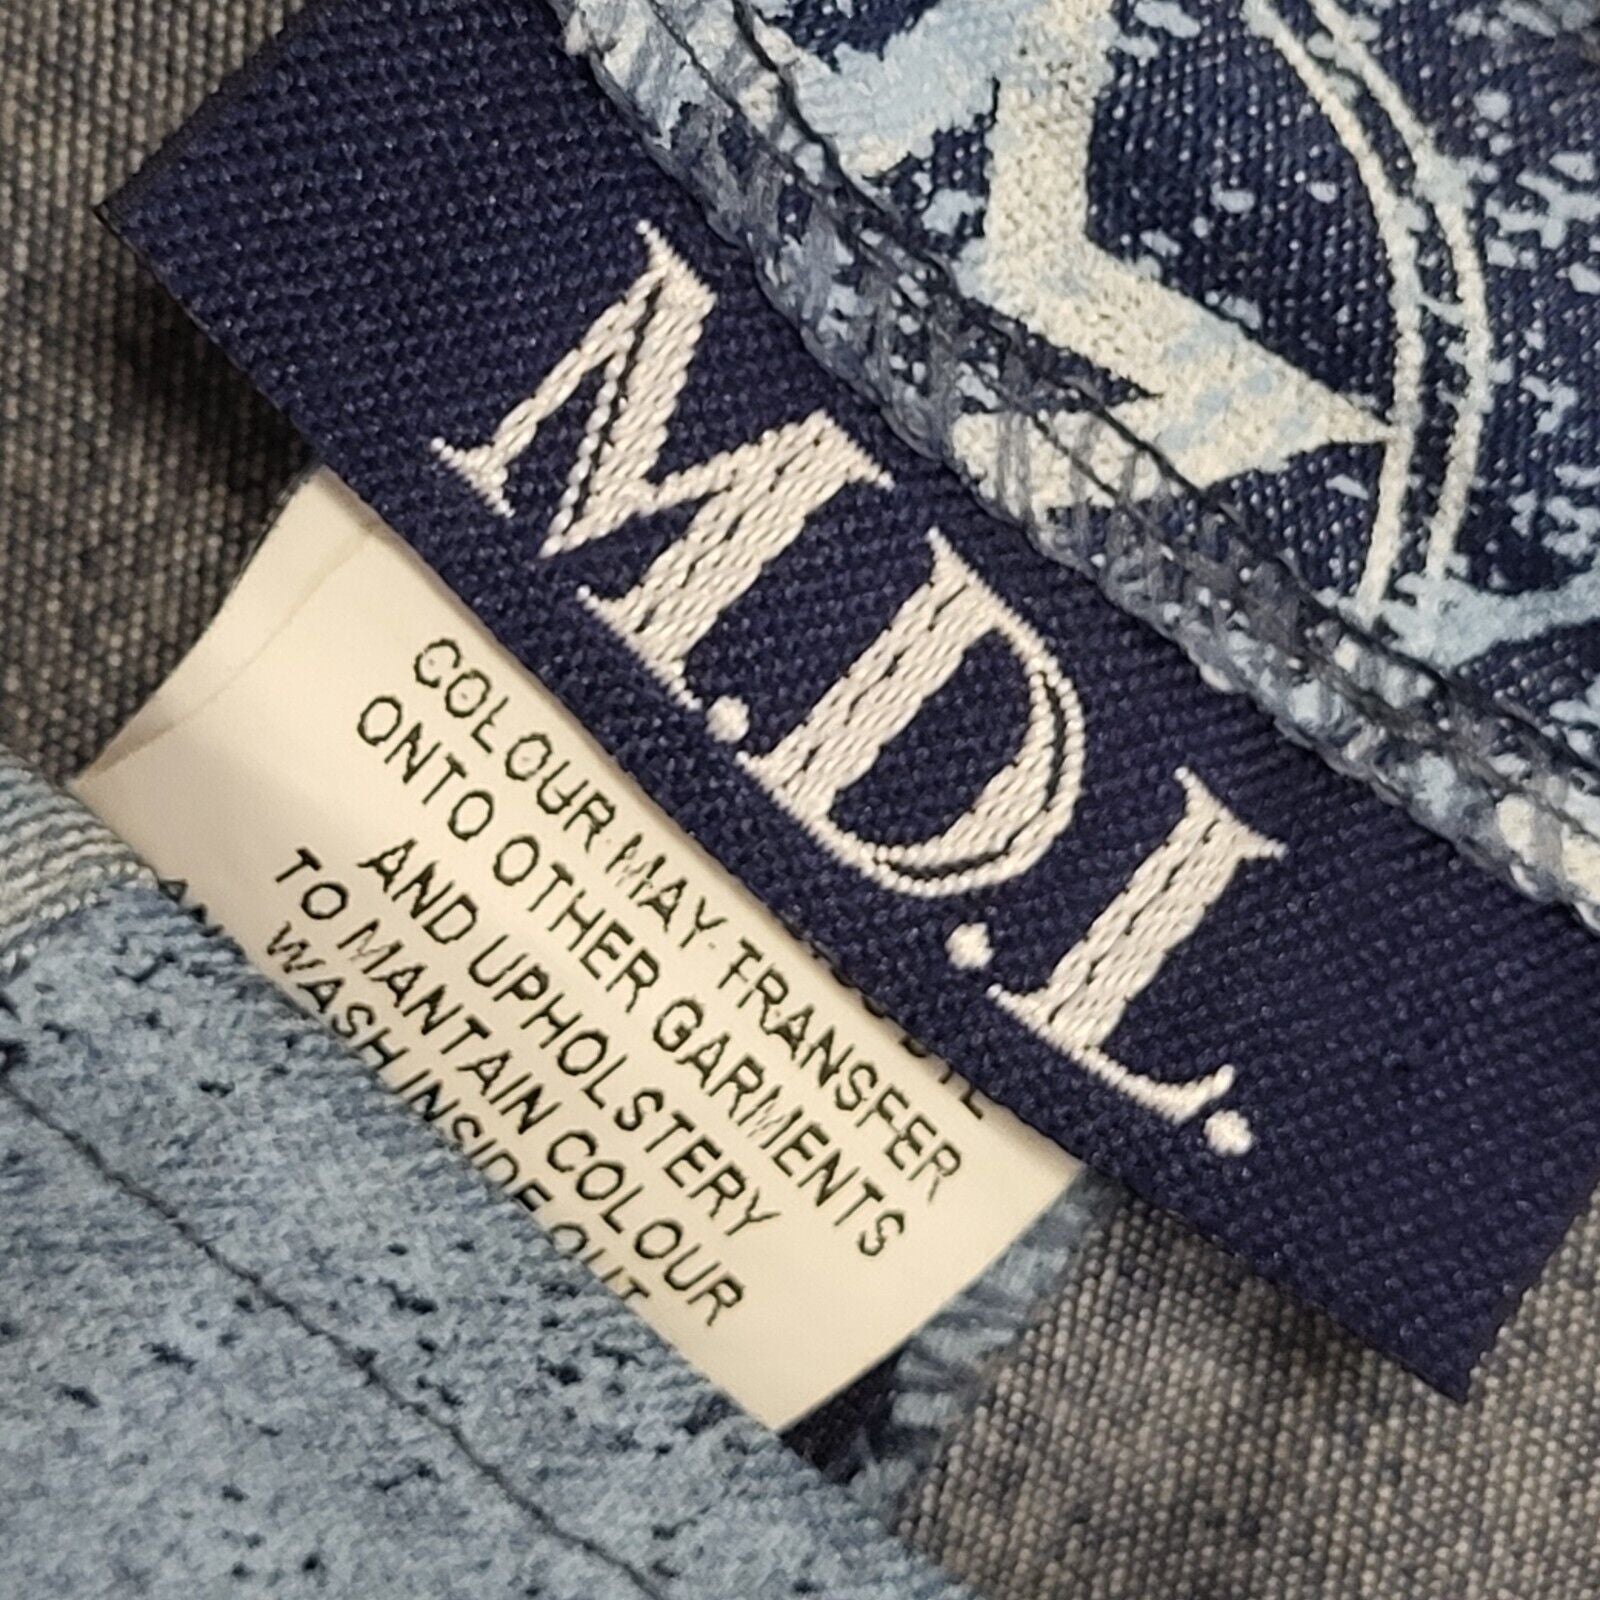 M.D.L.
COLOUR MAY TRANSFER
ONTO OTHER GARMENTS
AND UPHOLSTERY
TO MANTAIN COLOUR
WASH INSIDE OUT